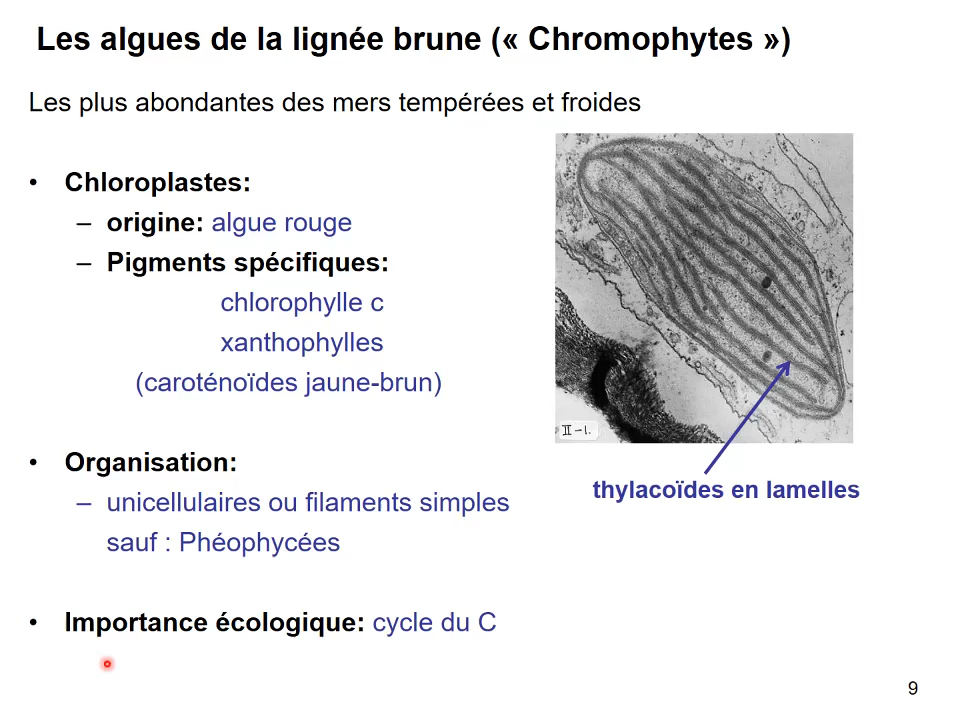 Les algues de la lignée brune (« Chromophytes »)
Les plus abondantes des mers tempérées et froides
• Chloroplastes:
– origine: algue rouge
– Pigments spécifiques:
chlorophylle c
xanthophylles
(caroténoïdes jaune-brun)
II-1.
thylacoïdes en lamelles
• Organisation:
– unicellulaires ou filaments simples
sauf : Phéophycées
• Importance écologique: cycle du C
9